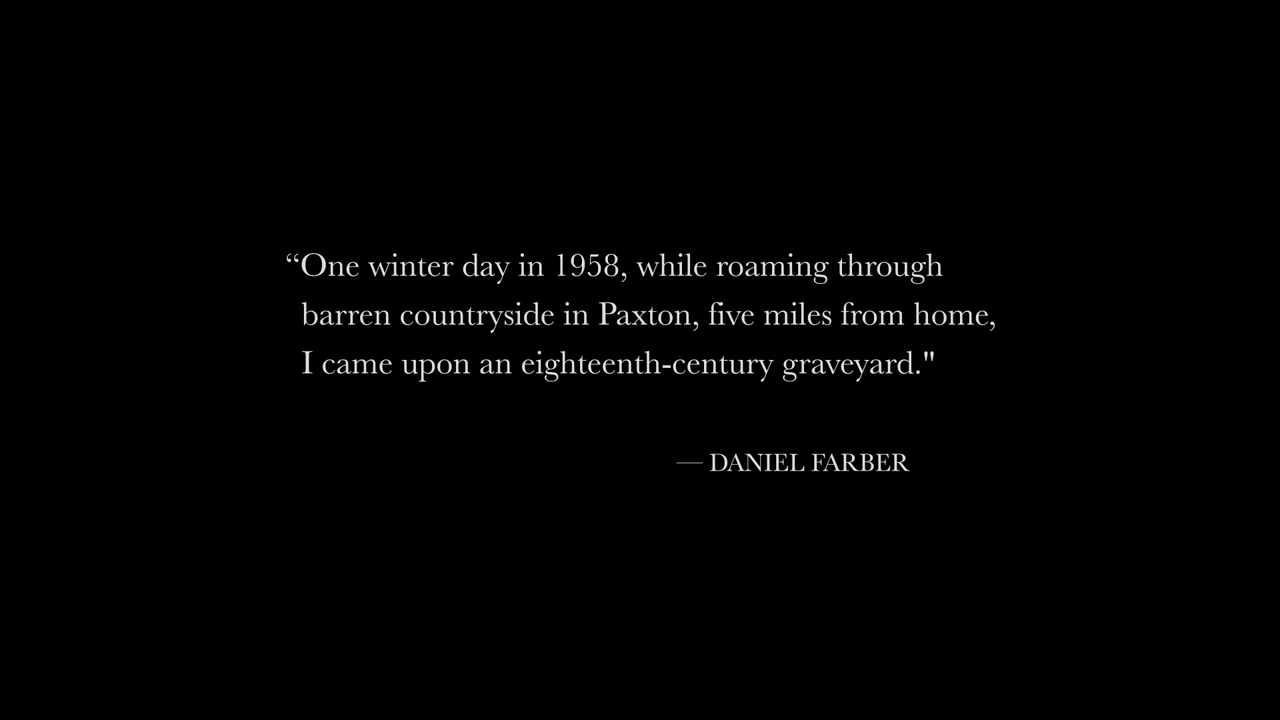 “One winter day in 1958, while roaming through
barren countryside in Paxton, five miles from home,
I came upon an eighteenth-century graveyard."
— DANIEL FARBER